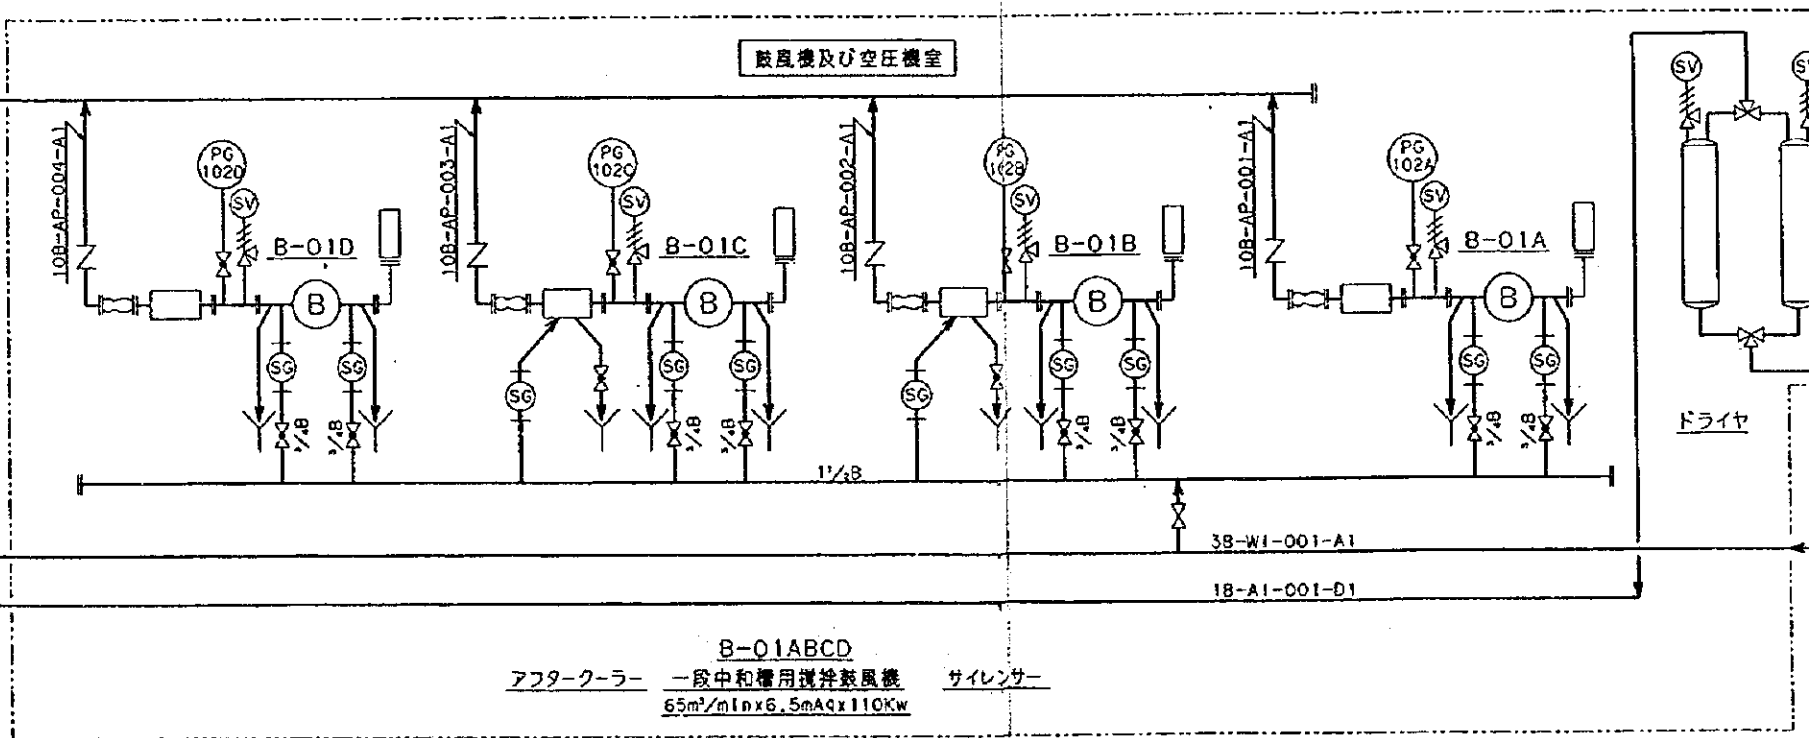 鼓風機及び空圧機室
SV
SV
10B-AP-004-A1
PG
102D
SV
B-01D
B
SG
SG
3/4B
3/4B
10B-AP-003-A1
PG
102C
SV
B-01C
B
SG
SG
SG
3/4B
3/4B
10B-AP-002-A1
PG
102B
SV
B-01B
B
SG
SG
SG
3/4B
3/4B
10B-AP-001-A1
PG
102A
SV
B-01A
B
SG
SG
3/4B
3/4B
ドライヤ
1 1/2B
3B-WI-001-A1
1B-A1-001-D1
B-01ABCD
アフタークーラー 一段中和槽用撹拌鼓風機 サイレンサー
65m³/minx6.5mAqx110Kw